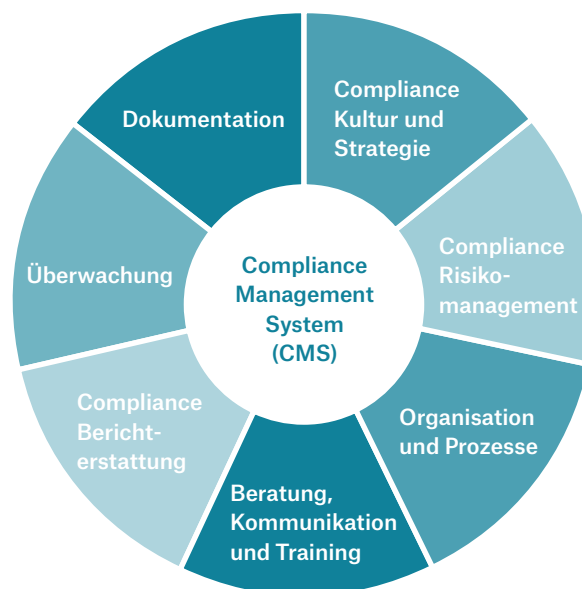 Compliance
Kultur und
Strategie
Compliance
Risiko-
management
Organisation
und Prozesse
Beratung,
Kommunikation
und Training
Compliance
Bericht-
erstattung
Überwachung
Dokumentation
Compliance
Management
System
(CMS)